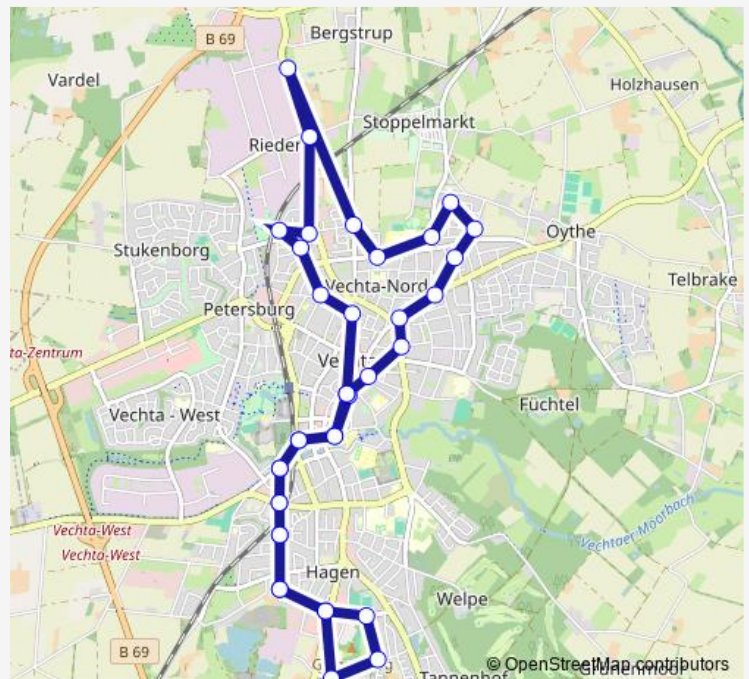 Bergstrup
B 69
Vardel
Holzhausen
Stoppelmarkt
Rieden
Oythe
Stukenborg
Telbrake
Vechta-Nord
Petersburg
ta-Zentrum
Füchtel
Vechta - West
Vechtaer Moorbach
Vechta-West
Vechta-West
Hagen
Welpe
B 69
© OpenStreetMap contributors
Tannenhof